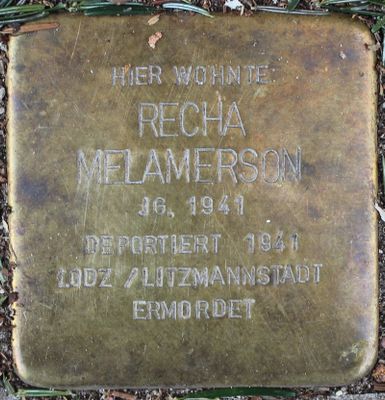 HIER WOHNTE
RECHA
MELAMERSON
JG. 1941
DEPORTIERT 1941
LODZ / LITZMANNSTADT
ERMORDET